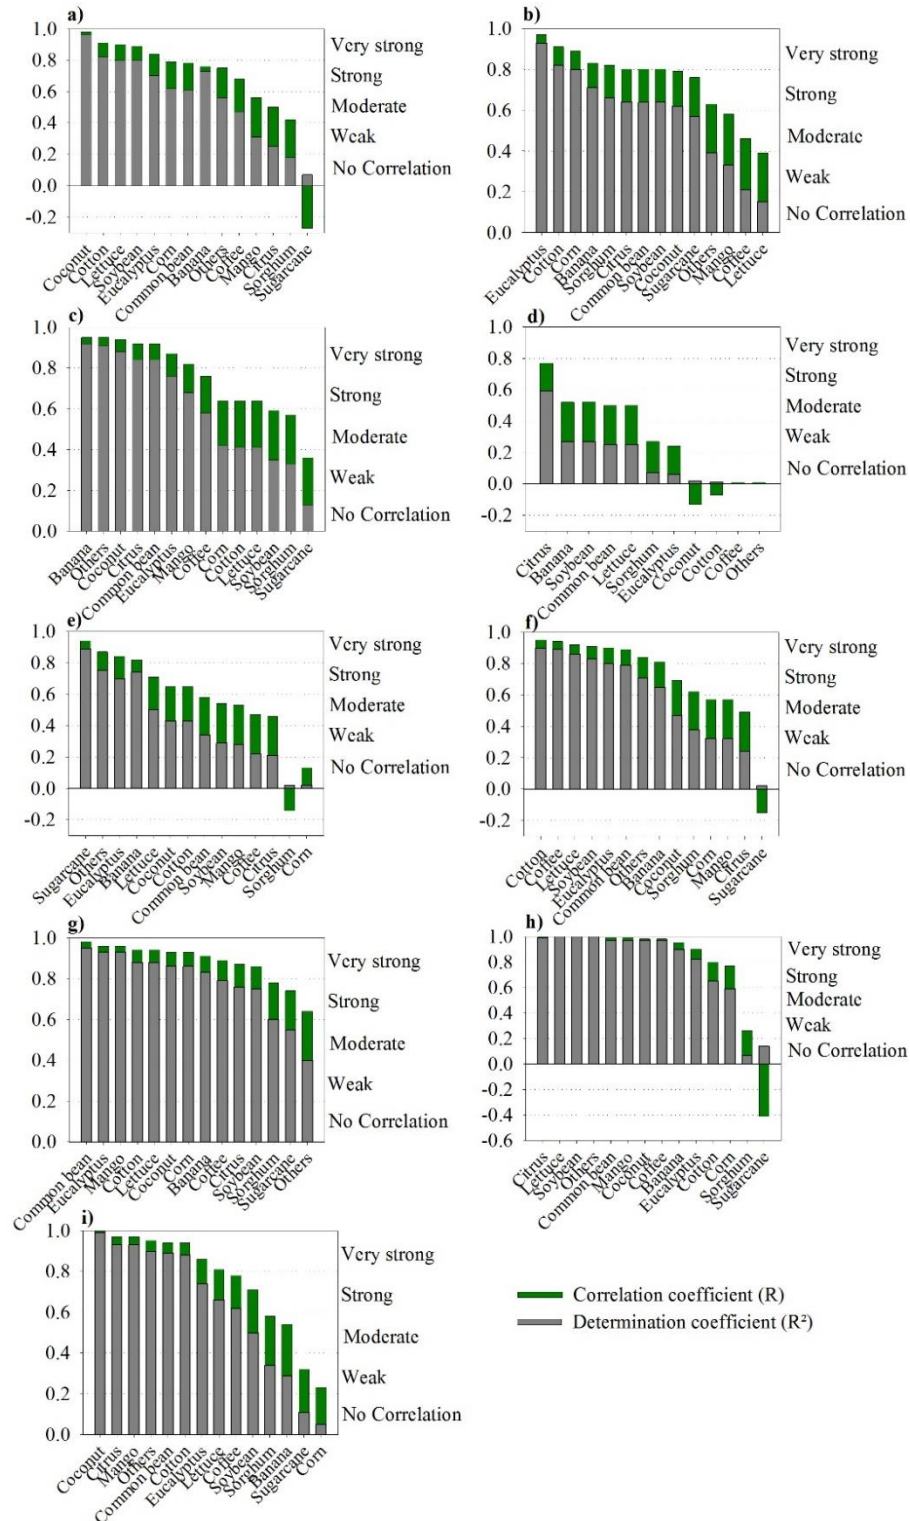 a)
1.0
0.8
0.6
0.4
0.2
0.0
-0.2
Very strong
Strong
Moderate
Weak
No Correlation
Coconut
Cotton
Lettuce
Soybean
Eucalyptus
Corn
Common bean
Banana
Others
Coffee
Mango
Citrus
Sorghum
Sugarcane
b)
1.0
0.8
0.6
0.4
0.2
0.0
Very strong
Strong
Moderate
Weak
No Correlation
Eucalyptus
Cotton
Corn
Banana
Sorghum
Citrus
Common bean
Soybean
Coconut
Sugarcane
Others
Mango
Coffee
Lettuce
c)
1.0
0.8
0.6
0.4
0.2
0.0
Very strong
Strong
Moderate
Weak
No Correlation
Banana
Others
Coconut
Citrus
Common bean
Eucalyptus
Mango
Coffee
Corn
Cotton
Lettuce
Soybean
Sorghum
Sugarcane
d)
1.0
0.8
0.6
0.4
0.2
0.0
-0.2
Very strong
Strong
Moderate
Weak
No Correlation
Citrus
Banana
Soybean
Common bean
Lettuce
Sorghum
Eucalyptus
Coconut
Cotton
Coffee
Others
e)
1.0
0.8
0.6
0.4
0.2
0.0
-0.2
Very strong
Strong
Moderate
Weak
No Correlation
Sugarcane
Others
Eucalyptus
Banana
Lettuce
Coconut
Cotton
Common bean
Soybean
Mango
Coffee
Citrus
Sorghum
Corn
f)
1.0
0.8
0.6
0.4
0.2
0.0
-0.2
Very strong
Strong
Moderate
Weak
No Correlation
Cotton
Coffee
Lettuce
Soybean
Eucalyptus
Common bean
Others
Banana
Coconut
Sorghum
Corn
Mango
Citrus
Sugarcane
g)
1.0
0.8
0.6
0.4
0.2
0.0
Very strong
Strong
Moderate
Weak
No Correlation
Common bean
Eucalyptus
Mango
Cotton
Lettuce
Coconut
Corn
Banana
Coffee
Citrus
Soybean
Sorghum
Sugarcane
Others
h)
1.0
0.8
0.6
0.4
0.2
0.0
-0.2
-0.4
-0.6
Very strong
Strong
Moderate
Weak
No Correlation
Citrus
Lettuce
Soybean
Others
Common bean
Mango
Coconut
Coffee
Banana
Eucalyptus
Cotton
Corn
Sorghum
Sugarcane
i)
1.0
0.8
0.6
0.4
0.2
0.0
Very strong
Strong
Moderate
Weak
No Correlation
Coconut
Citrus
Mango
Others
Common bean
Cotton
Eucalyptus
Lettuce
Coffee
Soybean
Sorghum
Banana
Sugarcane
Corn
Correlation coefficient (R)
Determination coefficient (R²)